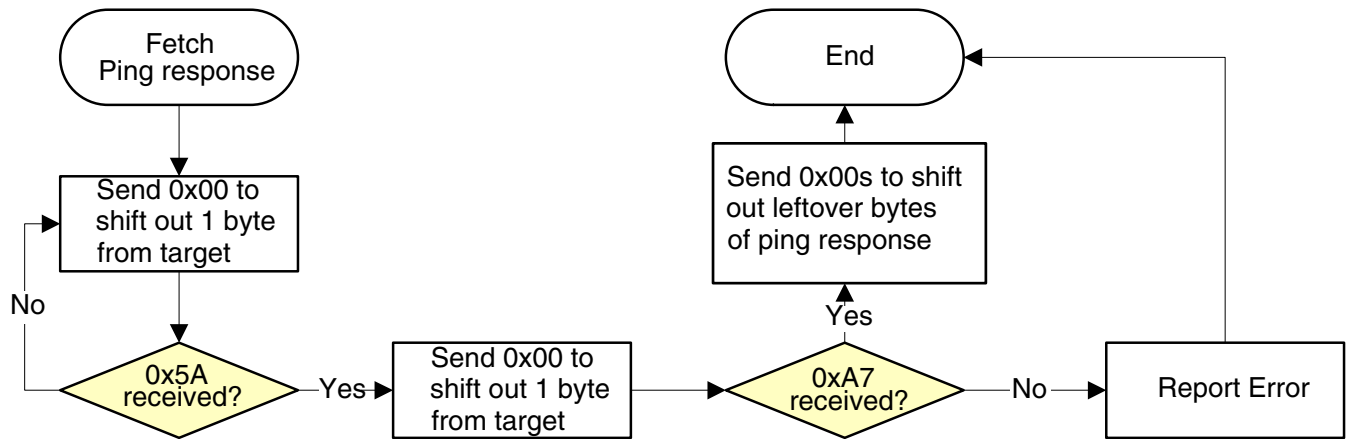 Fetch
Ping response
Send 0x00 to
shift out 1 byte
from target
No
0x5A
received?
Yes
Send 0x00 to
shift out 1 byte
from target
0xA7
received?
Yes
Send 0x00s to shift
out leftover bytes
of ping response
End
No
Report Error